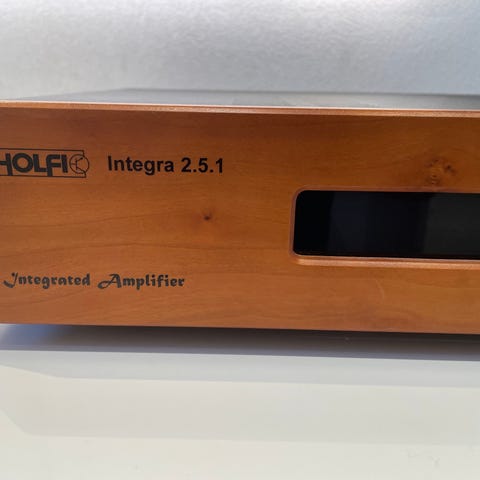 HOLFI Integra 2.5.1
Integrated Amplifier